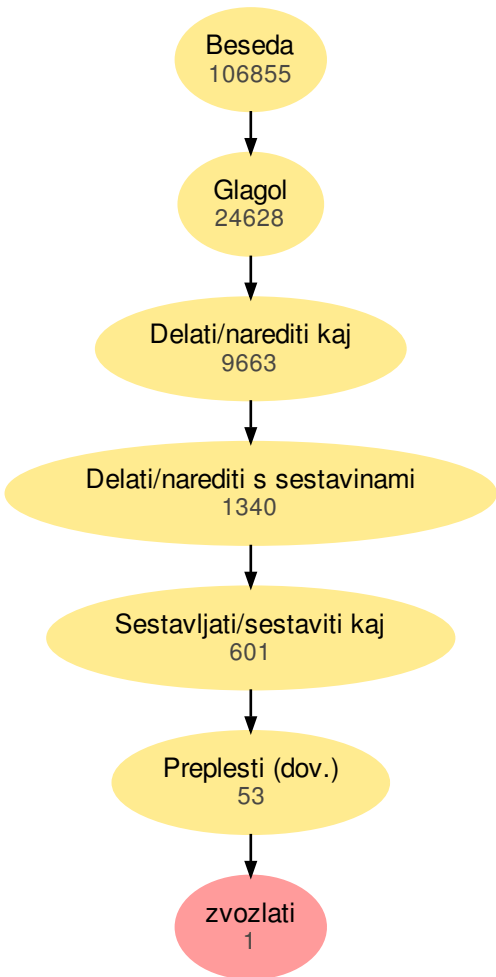 Beseda
106855
Glagol
24628
Delati/narediti kaj
9663
Delati/narediti s sestavinami
1340
Sestavljati/sestaviti kaj
601
Preplesti (dov.)
53
zvozlati
1